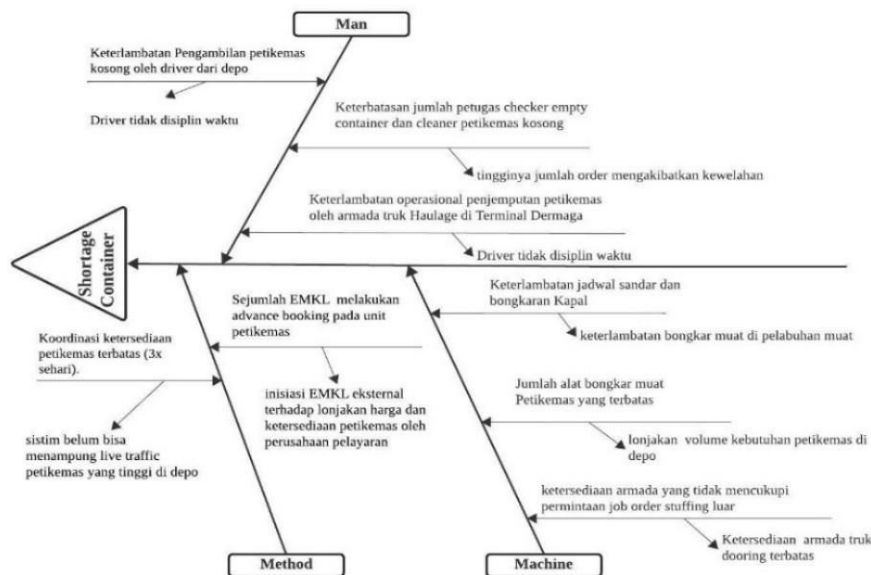 Man
Keterlambatan Pengambilan petikemas
kosong oleh driver dari depo
Driver tidak disiplin waktu
Keterbatasan jumlah petugas checker empty
container dan cleaner petikemas kosong
tingginya jumlah order mengakibatkan kewelahan
Keterlambatan operasional penjemputan petikemas
oleh armada truk Haulage di Terminal Dermaga
Driver tidak disiplin waktu
Shortage
Container
Sejumlah EMKL melakukan
advance booking pada unit
petikemas
Koordinasi ketersediaan
petikemas terbatas (3x
sehari).
inisiasi EMKL eksternal
terhadap lonjakan harga dan
ketersediaan petikemas oleh
perusahaan pelayaran
sistim belum bisa
menampung live traffic
petikemas yang tinggi di depo
Method
Keterlambatan jadwal sandar dan
bongkaran Kapal
keterlambatan bongkar muat di pelabuhan muat
Jumlah alat bongkar muat
Petikemas yang terbatas
lonjakan volume kebutuhan petikemas di
depo
ketersediaan armada yang tidak mencukupi
permintaan job order stuffing luar
Ketersediaan armada truk
dooring terbatas
Machine